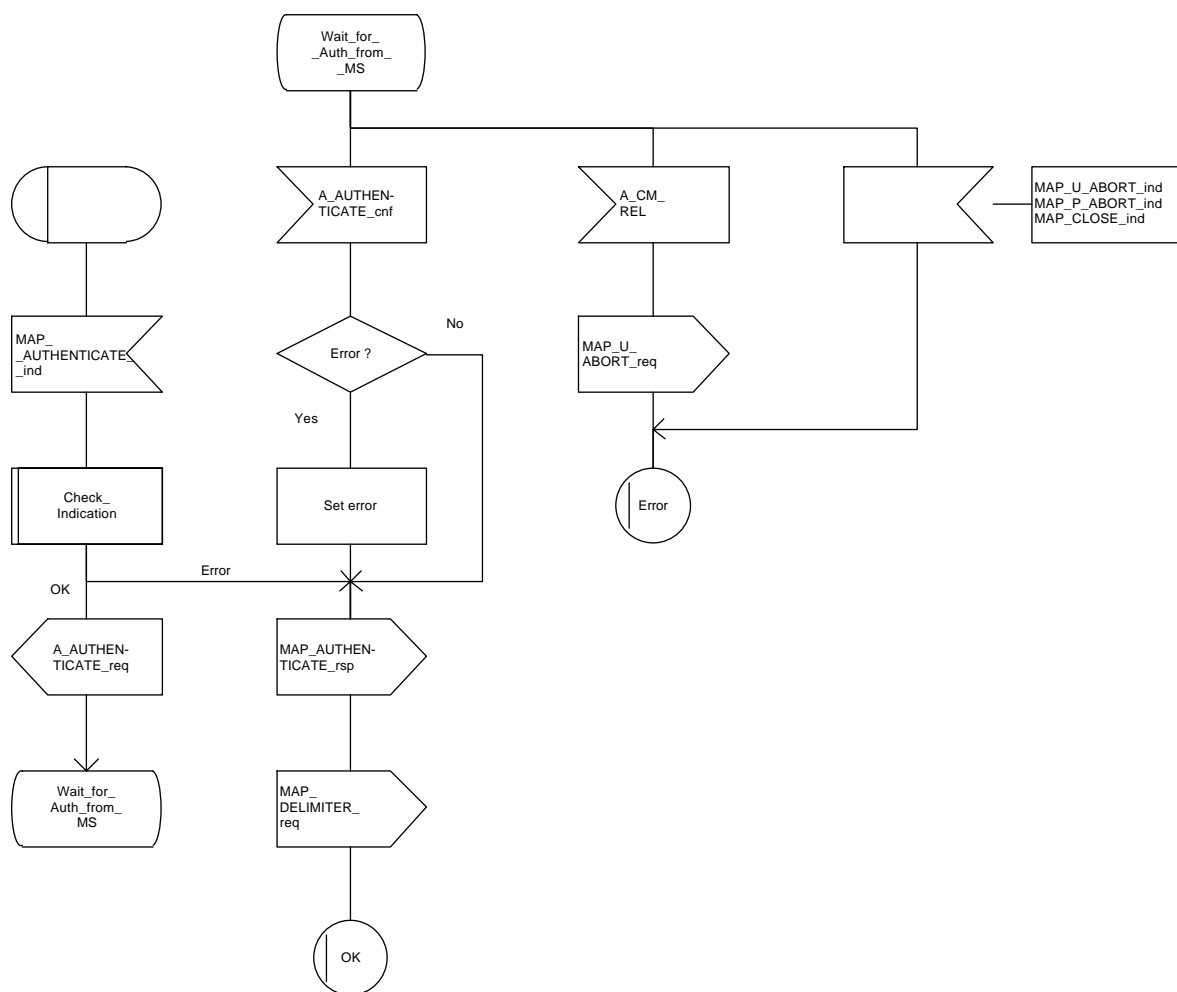 Wait_for_
_Auth_from_
_MS
A_AUTHEN-
TICATE_cnf
A_CM_
REL
MAP_U_ABORT_ind
MAP_P_ABORT_ind
MAP_CLOSE_ind
MAP_
_AUTHENTICATE_
_ind
Error ?
No
Yes
MAP_U_
ABORT_req
Check_
Indication
Set error
Error
OK
Error
A_AUTHEN-
TICATE_req
MAP_AUTHEN-
TICATE_rsp
Wait_for_
Auth_from_
MS
MAP_
DELIMITER_
req
OK